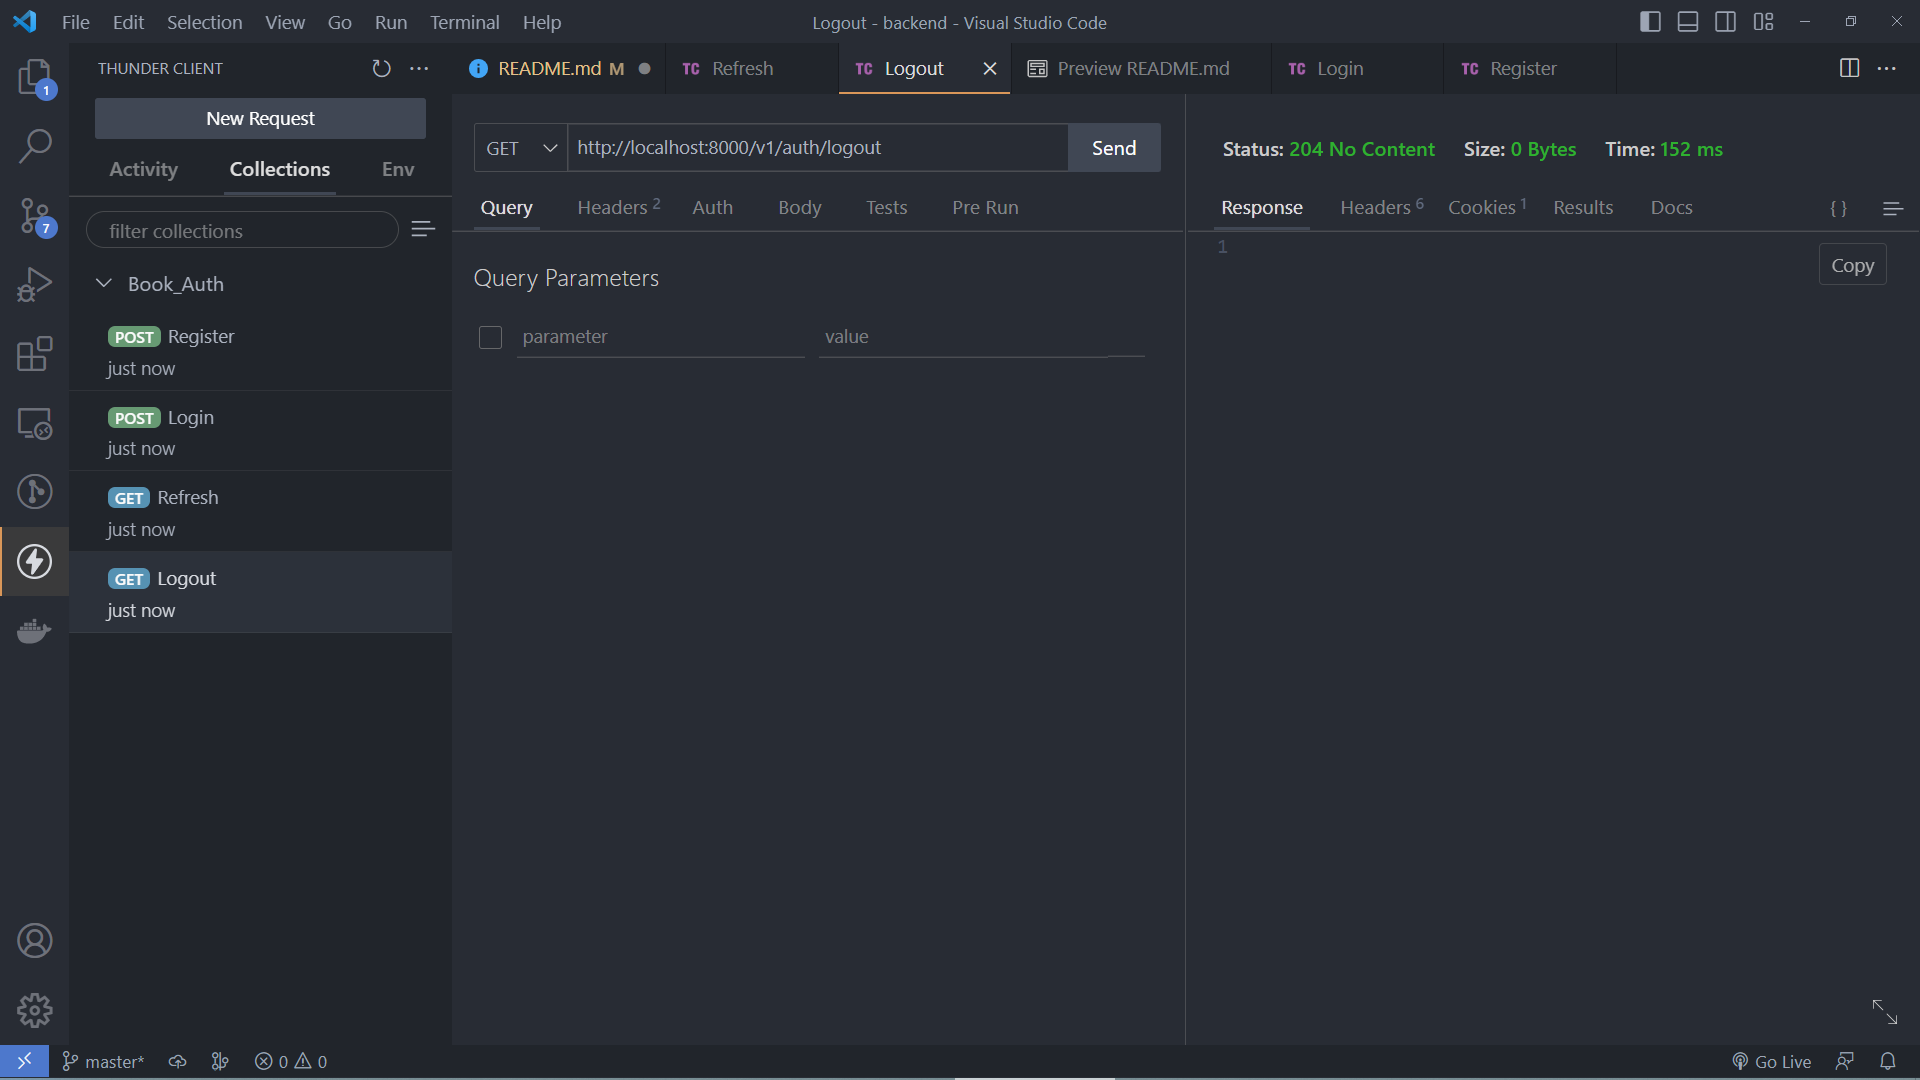 File Edit Selection View Go Run Terminal Help
Logout - backend - Visual Studio Code
1
7
THUNDER CLIENT
New Request
Activity Collections Env
filter collections
Book_Auth
POST Register
just now
POST Login
just now
GET Refresh
just now
GET Logout
just now
README.md M
TC Refresh
TC Logout
Preview README.md
TC Login
TC Register
GET http://localhost:8000/v1/auth/logout Send
Query Headers 2 Auth Body Tests Pre Run
Query Parameters
parameter value
Status: 204 No Content Size: 0 Bytes Time: 152 ms
Response Headers 6 Cookies 1 Results Docs { }
1
Copy
master* 0 0
Go Live